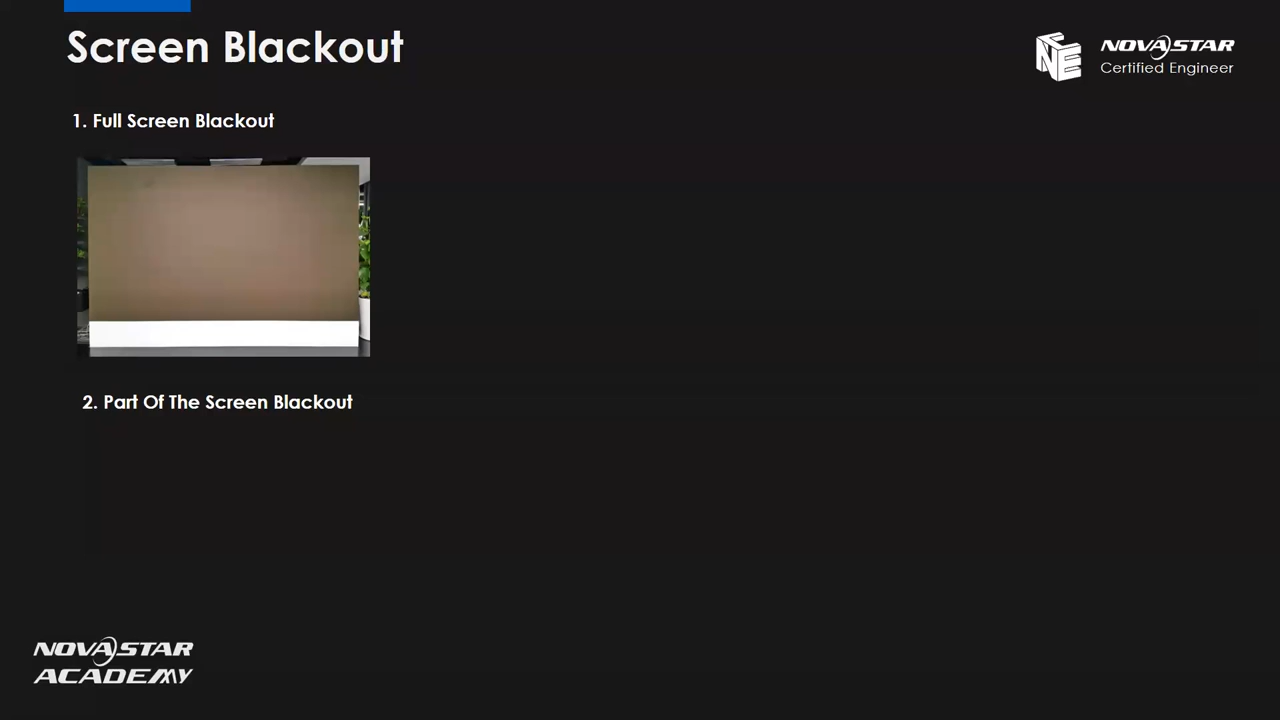 Screen Blackout
NOVASTAR
Certified Engineer
1. Full Screen Blackout
2. Part Of The Screen Blackout
NOVASTAR
ACADEMY